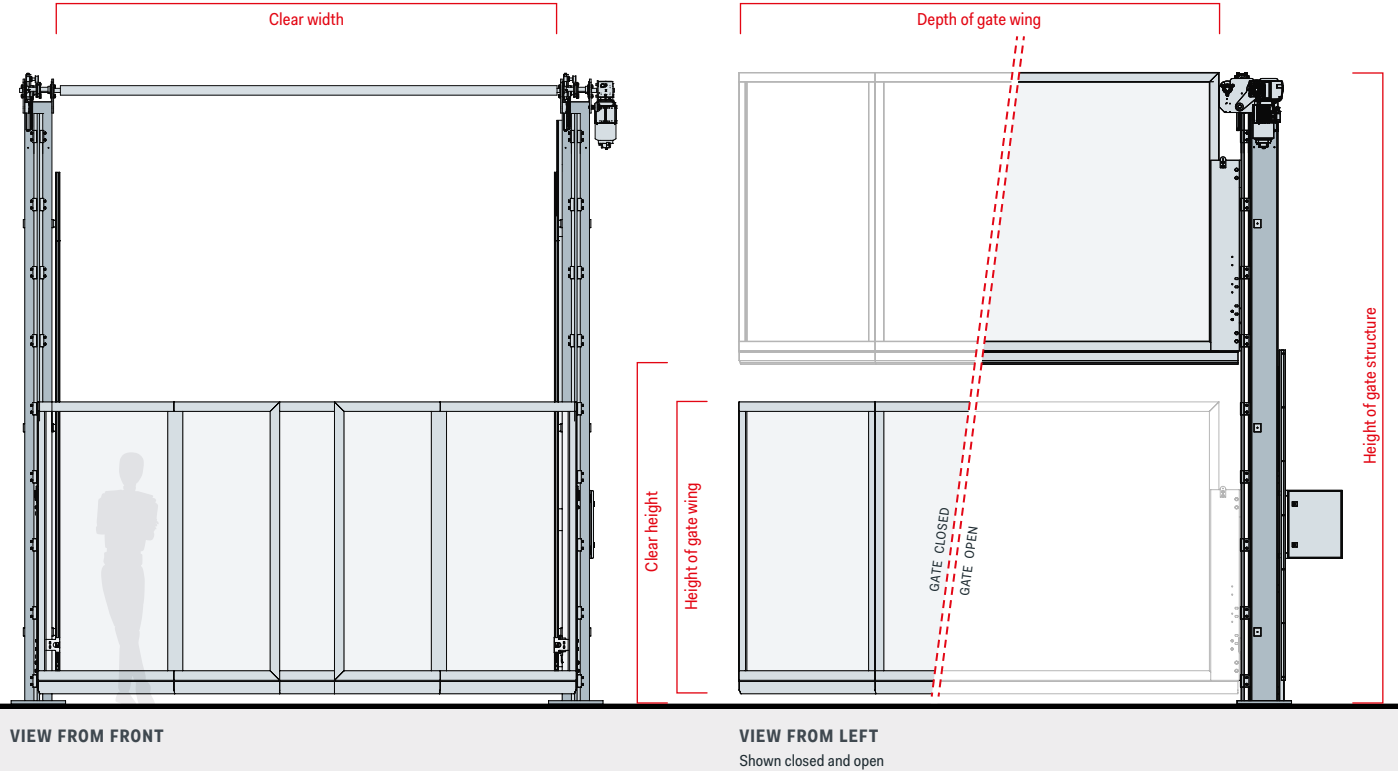 Clear width
Depth of gate wing
Clear height
Height of gate wing
GATE CLOSED
GATE OPEN
Height of gate structure
VIEW FROM FRONT
VIEW FROM LEFT
Shown closed and open